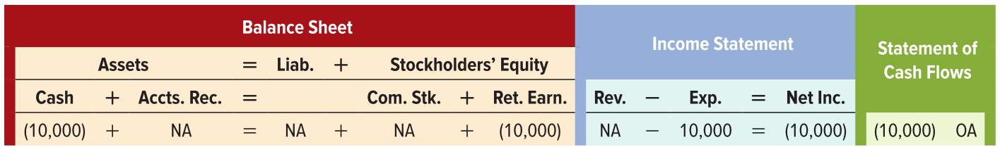 Balance Sheet
Income Statement
Statement of
Cash Flows
Assets = Liab. + Stockholders’ Equity
Cash + Accts. Rec. = Com. Stk. + Ret. Earn. Rev. − Exp. = Net Inc.
(10,000) + NA = NA + NA + (10,000) NA − 10,000 = (10,000) (10,000) OA